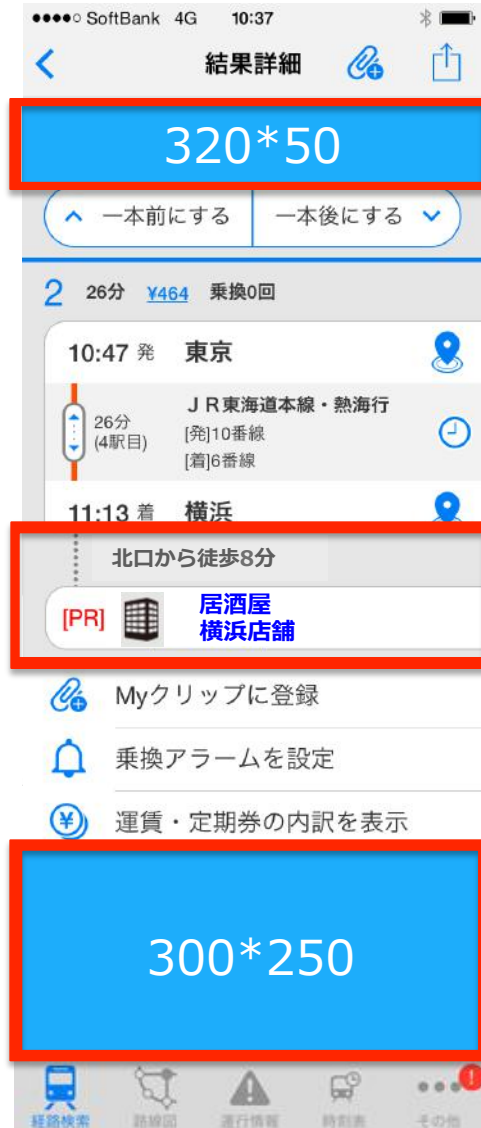 SoftBank 4G 10:37
結果詳細
320*50
一本前にする 一本後にする
2 26分 ¥464 乗換0回
10:47 発 東京
ＪＲ東海道本線・熱海行
26分 [発]10番線
(4駅目) [着]6番線
11:13 着 横浜
北口から徒歩8分
[PR] 居酒屋
横浜店舗
Myクリップに登録
乗換アラームを設定
運賃・定期券の内訳を表示
300*250
経路検索 路線図 運行情報 時刻表 その他